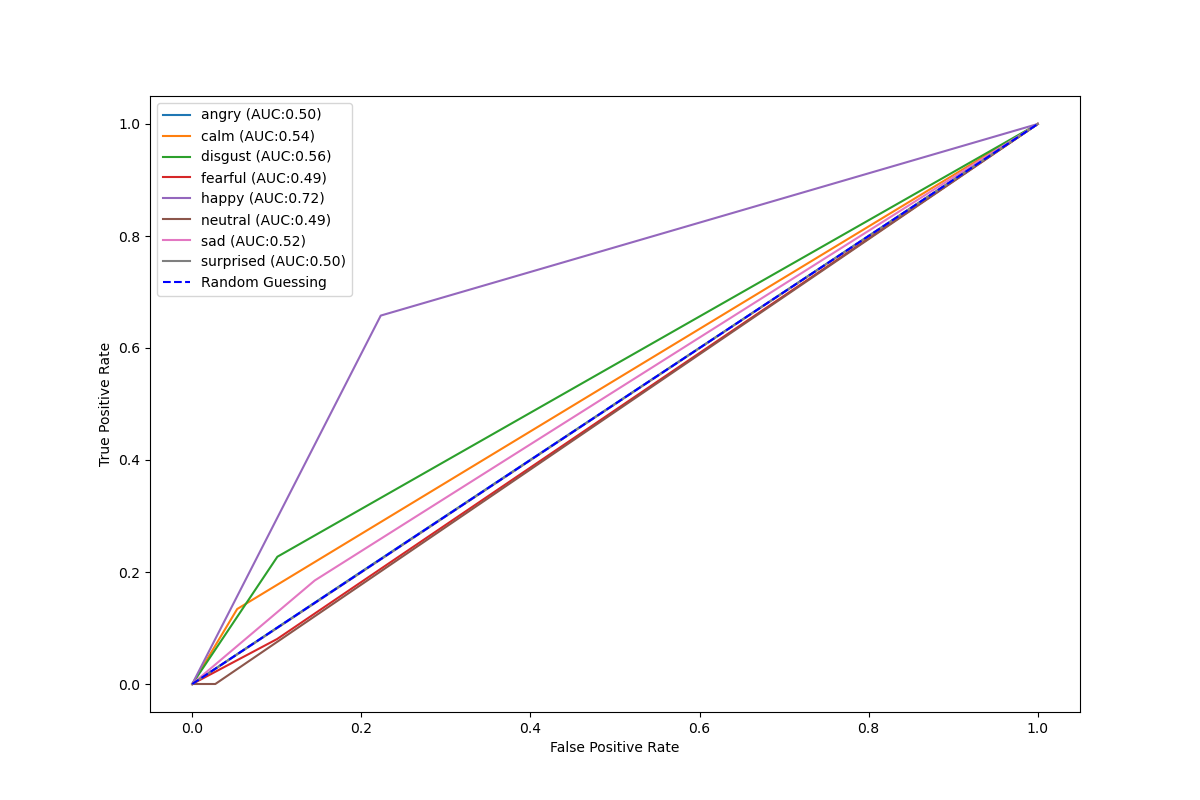 angry (AUC:0.50)
calm (AUC:0.54)
disgust (AUC:0.56)
fearful (AUC:0.49)
happy (AUC:0.72)
neutral (AUC:0.49)
sad (AUC:0.52)
surprised (AUC:0.50)
Random Guessing
1.0
0.8
0.6
0.4
0.2
0.0
True Positive Rate
0.0 0.2 0.4 0.6 0.8 1.0
False Positive Rate